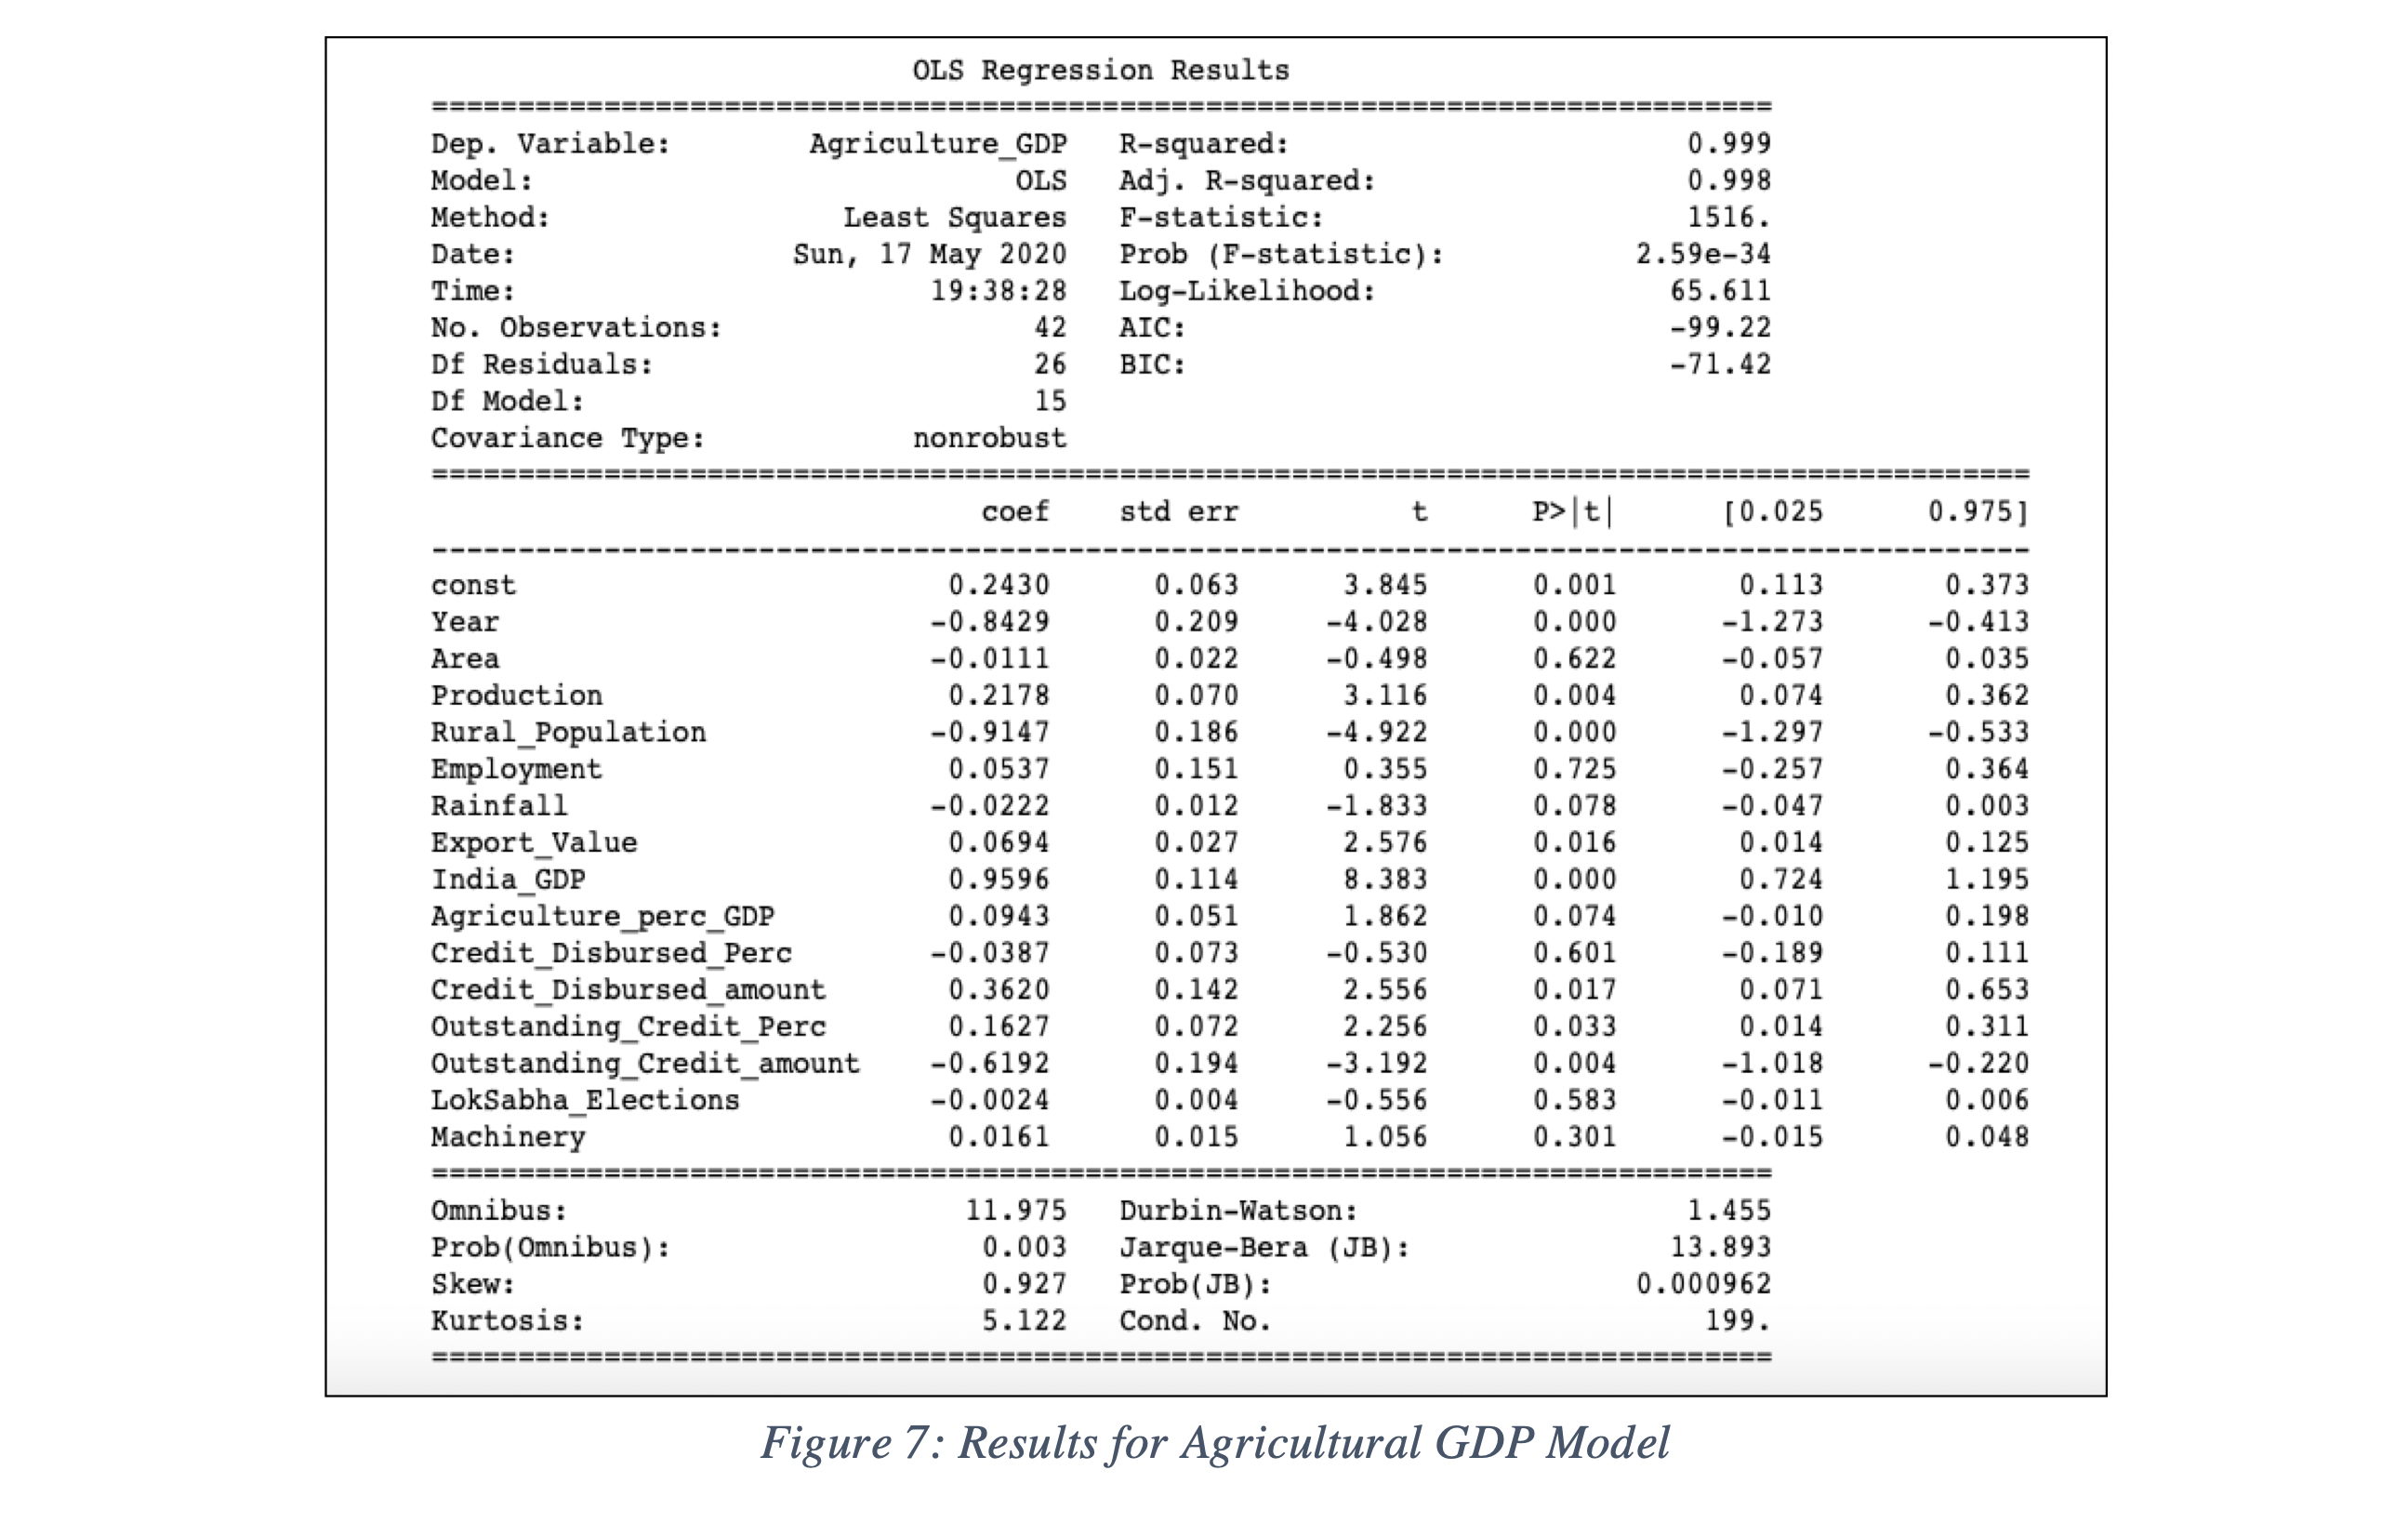 OLS Regression Results
==============================================================================
Dep. Variable: Agriculture_GDP R-squared: 0.999
Model: OLS Adj. R-squared: 0.998
Method: Least Squares F-statistic: 1516.
Date: Sun, 17 May 2020 Prob (F-statistic): 2.59e-34
Time: 19:38:28 Log-Likelihood: 65.611
No. Observations: 42 AIC: -99.22
Df Residuals: 26 BIC: -71.42
Df Model: 15
Covariance Type: nonrobust
=============================================================================================
coef std err t P>|t| [0.025 0.975]
---------------------------------------------------------------------------------------------
const 0.2430 0.063 3.845 0.001 0.113 0.373
Year -0.8429 0.209 -4.028 0.000 -1.273 -0.413
Area -0.0111 0.022 -0.498 0.622 -0.057 0.035
Production 0.2178 0.070 3.116 0.004 0.074 0.362
Rural_Population -0.9147 0.186 -4.922 0.000 -1.297 -0.533
Employment 0.0537 0.151 0.355 0.725 -0.257 0.364
Rainfall -0.0222 0.012 -1.833 0.078 -0.047 0.003
Export_Value 0.0694 0.027 2.576 0.016 0.014 0.125
India_GDP 0.9596 0.114 8.383 0.000 0.724 1.195
Agriculture_perc_GDP 0.0943 0.051 1.862 0.074 -0.010 0.198
Credit_Disbursed_Perc -0.0387 0.073 -0.530 0.601 -0.189 0.111
Credit_Disbursed_amount 0.3620 0.142 2.556 0.017 0.071 0.653
Outstanding_Credit_Perc 0.1627 0.072 2.256 0.033 0.014 0.311
Outstanding_Credit_amount -0.6192 0.194 -3.192 0.004 -1.018 -0.220
LokSabha_Elections -0.0024 0.004 -0.556 0.583 -0.011 0.006
Machinery 0.0161 0.015 1.056 0.301 -0.015 0.048
==============================================================================
Omnibus: 11.975 Durbin-Watson: 1.455
Prob(Omnibus): 0.003 Jarque-Bera (JB): 13.893
Skew: 0.927 Prob(JB): 0.000962
Kurtosis: 5.122 Cond. No. 199.
==============================================================================
Figure 7: Results for Agricultural GDP Model